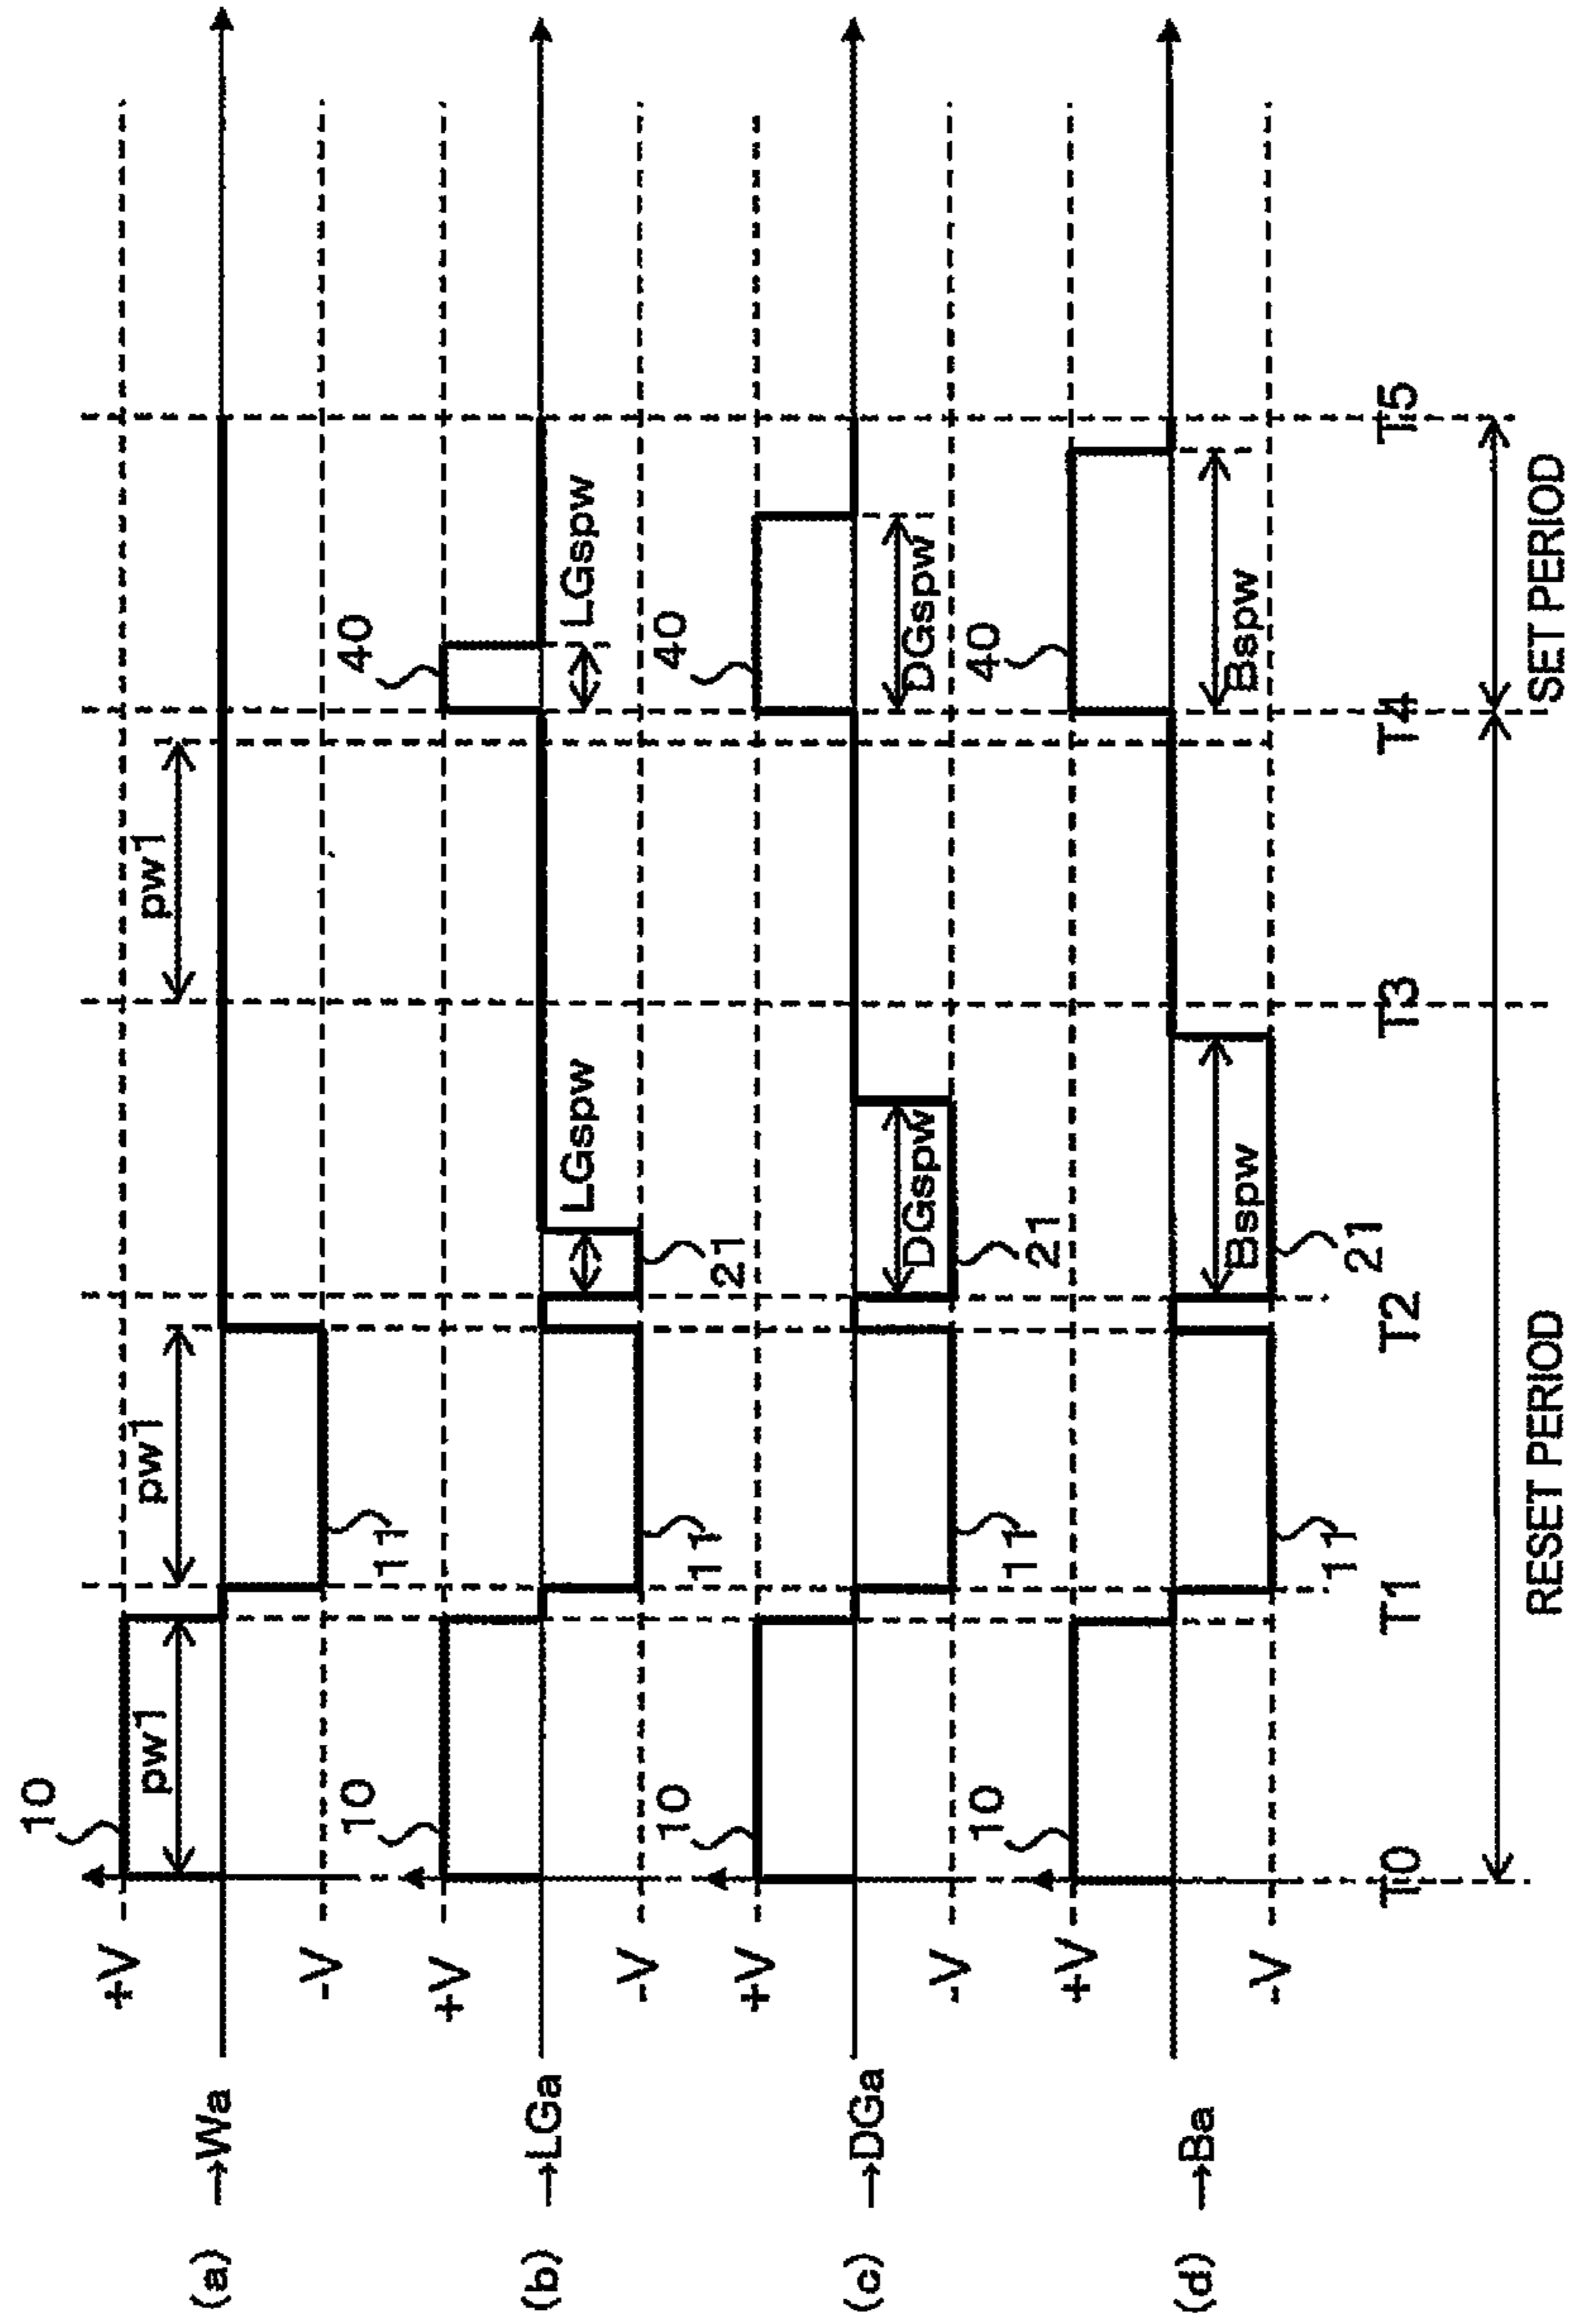 (a) →Wa
+V
-V
10
pw1
pw1
11
pw1
(b) →LGa
+V
-V
10
11
LGspw
21
40
LGspw
(c) →DGa
+V
-V
10
11
DGspw
21
40
DGspw
(d) →Ba
+V
-V
10
11
Bspw
21
40
Bspw
T0 T1 T2 T3 T4 T5
RESET PERIOD SET PERIOD